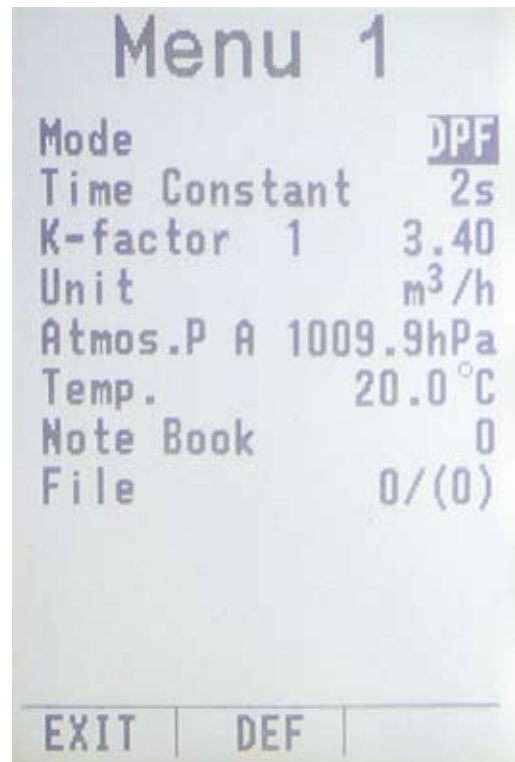 Menu 1
Mode DPF
Time Constant 2s
K-factor 1 3.40
Unit m³/h
Atmos.P A 1009.9hPa
Temp. 20.0°C
Note Book 0
File 0/(0)
EXIT DEF